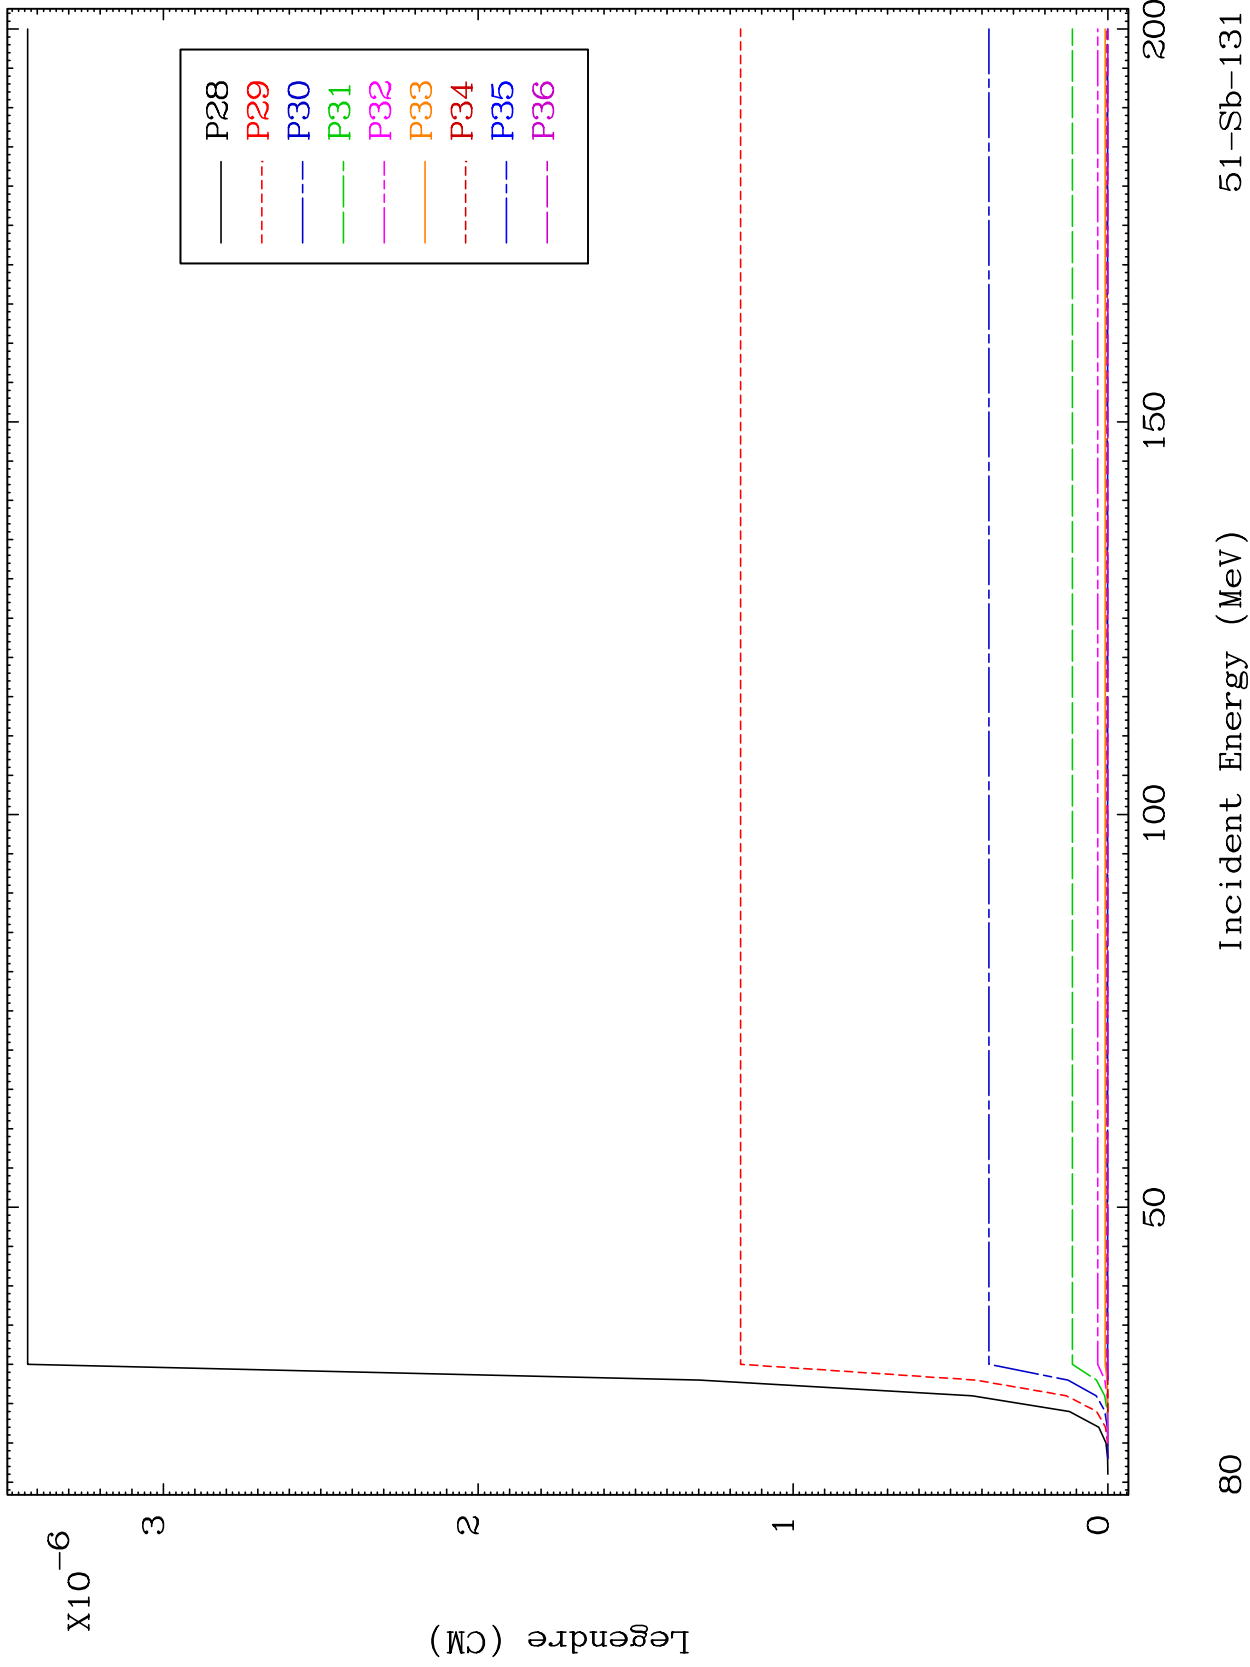 X10−6
Legendre (CM)
3
2
1
0
P28
P29
P30
P31
P32
P33
P34
P35
P36
50
100
150
200
80
Incident Energy (MeV)
51−Sb−131